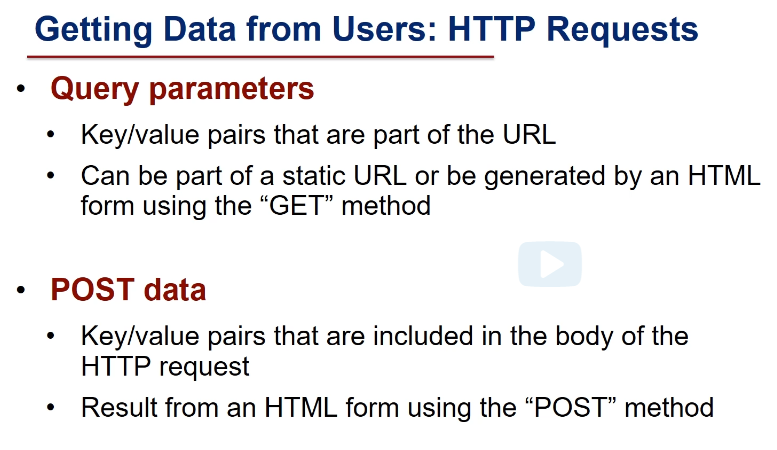 Getting Data from Users: HTTP Requests
• Query parameters
• Key/value pairs that are part of the URL
• Can be part of a static URL or be generated by an HTML
form using the “GET” method
• POST data
• Key/value pairs that are included in the body of the
HTTP request
• Result from an HTML form using the “POST” method